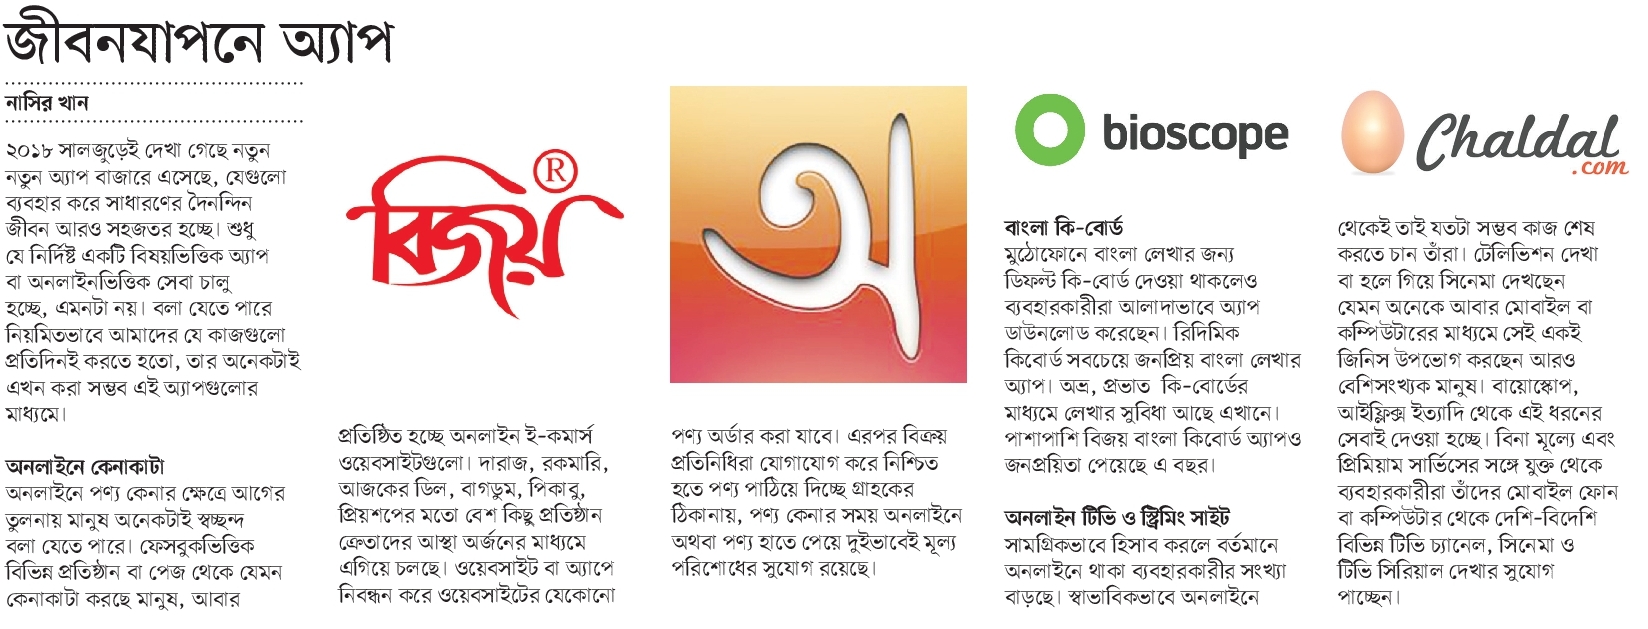 জীবনযাপনে অ্যাপ
নাসির খান
২০১৮ সালজুড়েই দেখা গেছে নতুন
নতুন অ্যাপ বাজারে এসেছে, যেগুলো
ব্যবহার করে সাধারণের দৈনন্দিন
জীবন আরও সহজতর হচ্ছে। শুধু
যে নির্দিষ্ট একটি বিষয়ভিত্তিক অ্যাপ
বা অনলাইনভিত্তিক সেবা চালু
হচ্ছে, এমনটা নয়। বলা যেতে পারে
নিয়মিতভাবে আমাদের যে কাজগুলো
প্রতিদিনই করতে হতো, তার অনেকটাই
এখন করা সম্ভব এই অ্যাপগুলোর
মাধ্যমে।
অনলাইনে কেনাকাটা
অনলাইনে পণ্য কেনার ক্ষেত্রে আগের
তুলনায় মানুষ অনেকটাই স্বচ্ছন্দ
বলা যেতে পারে। ফেসবুকভিত্তিক
বিভিন্ন প্রতিষ্ঠান বা পেজ থেকে যেমন
কেনাকাটা করছে মানুষ, আবার
বিজয় ®
প্রতিষ্ঠিত হচ্ছে অনলাইন ই-কমার্স
ওয়েবসাইটগুলো। দারাজ, রকমারি,
আজকের ডিল, বাগডুম, পিকাবু,
প্রিয়শপের মতো বেশ কিছু প্রতিষ্ঠান
ক্রেতাদের আস্থা অর্জনের মাধ্যমে
এগিয়ে চলছে। ওয়েবসাইট বা অ্যাপে
নিবন্ধন করে ওয়েবসাইটের যেকোনো
অ
পণ্য অর্ডার করা যাবে। এরপর বিক্রয়
প্রতিনিধিরা যোগাযোগ করে নিশ্চিত
হতে পণ্য পাঠিয়ে দিচ্ছে গ্রাহকের
ঠিকানায়, পণ্য কেনার সময় অনলাইনে
অথবা পণ্য হাতে পেয়ে দুইভাবেই মূল্য
পরিশোধের সুযোগ রয়েছে।
bioscope
বাংলা কি-বোর্ড
মুঠোফোনে বাংলা লেখার জন্য
ডিফল্ট কি-বোর্ড দেওয়া থাকলেও
ব্যবহারকারীরা আলাদাভাবে অ্যাপ
ডাউনলোড করেছেন। রিদিমিক
কিবোর্ড সবচেয়ে জনপ্রিয় বাংলা লেখার
অ্যাপ। অভ্র, প্রভাত কি-বোর্ডের
মাধ্যমে লেখার সুবিধা আছে এখানে।
পাশাপাশি বিজয় বাংলা কিবোর্ড অ্যাপও
জনপ্রিয়তা পেয়েছে এ বছর।
অনলাইন টিভি ও স্ট্রিমিং সাইট
সামগ্রিকভাবে হিসাব করলে বর্তমানে
অনলাইনে থাকা ব্যবহারকারীর সংখ্যা
বাড়ছে। স্বাভাবিকভাবে অনলাইনে
Chaldal
.com
থেকেই তাই যতটা সম্ভব কাজ শেষ
করতে চান তাঁরা। টেলিভিশন দেখা
বা হলে গিয়ে সিনেমা দেখছেন
যেমন অনেকে আবার মোবাইল বা
কম্পিউটারের মাধ্যমে সেই একই
জিনিস উপভোগ করছেন আরও
বেশিসংখ্যক মানুষ। বায়োস্কোপ,
আইফ্লিক্স ইত্যাদি থেকে এই ধরনের
সেবাই দেওয়া হচ্ছে। বিনা মূল্যে এবং
প্রিমিয়াম সার্ভিসের সঙ্গে যুক্ত থেকে
ব্যবহারকারীরা তাঁদের মোবাইল ফোন
বা কম্পিউটার থেকে দেশি-বিদেশি
বিভিন্ন টিভি চ্যানেল, সিনেমা ও
টিভি সিরিয়াল দেখার সুযোগ
পাচ্ছেন।